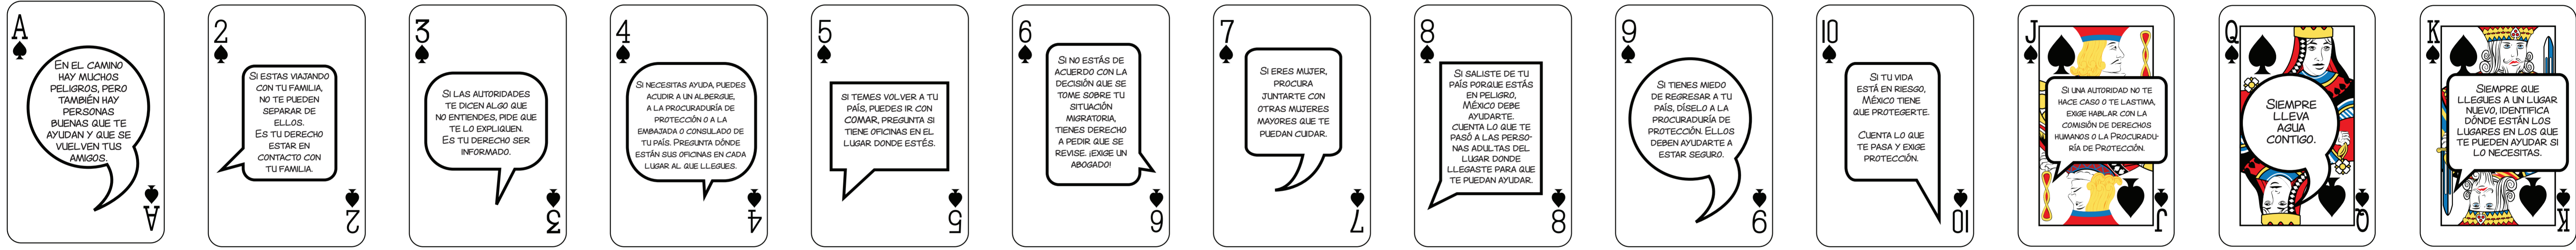 A
En el camino
hay muchos
peligros, pero
también hay
personas
buenas que te
ayudan y que se
vuelven tus
amigos.
A
2
Si estas viajando
con tu familia,
no te pueden
separar de
ellos.
Es tu derecho
estar en
contacto con
tu familia.
2
3
Si las autoridades
te dicen algo que
no entiendes, pide que
te lo expliquen.
Es tu derecho ser
informado.
3
4
Si necesitas ayuda, puedes
acudir a un albergue,
a la procuraduría de
protección o a la
embajada o consulado de
tu país. Pregunta dónde
están sus oficinas en cada
lugar al que llegues.
4
5
si temes volver a tu
país, puedes ir con
COMAR, pregunta si
tiene oficinas en el
lugar donde estés.
5
6
Si no estás de
acuerdo con la
decisión que se
tome sobre tu
situación
migratoria,
tienes derecho
a pedir que se
revise. ¡Exige un
abogado!
6
7
Si eres mujer,
procura
juntarte con
otras mujeres
mayores que te
puedan cuidar.
7
8
Si saliste de tu
país porque estás
en peligro,
México debe
ayudarte.
Cuenta lo que te
pasó a las perso-
nas adultas del
lugar donde
llegaste para que
te puedan ayudar.
8
9
Si tienes miedo
de regresar a tu
país, díselo a la
procuraduría de
protección. Ellos
deben ayudarte a
estar seguro.
9
10
Si tu vida
está en riesgo,
México tiene
que protegerte.
Cuenta lo que
te pasa y exige
protección.
10
J
Si una autoridad no te
hace caso o te lastima,
exige hablar con la
comisión de derechos
humanos o la Procuradu-
ría de Protección.
J
Q
Siempre
lleva
agua
contigo.
Q
K
Siempre que
llegues a un lugar
nuevo, identifica
dónde están los
lugares en los que
te pueden ayudar si
lo necesitas.
K